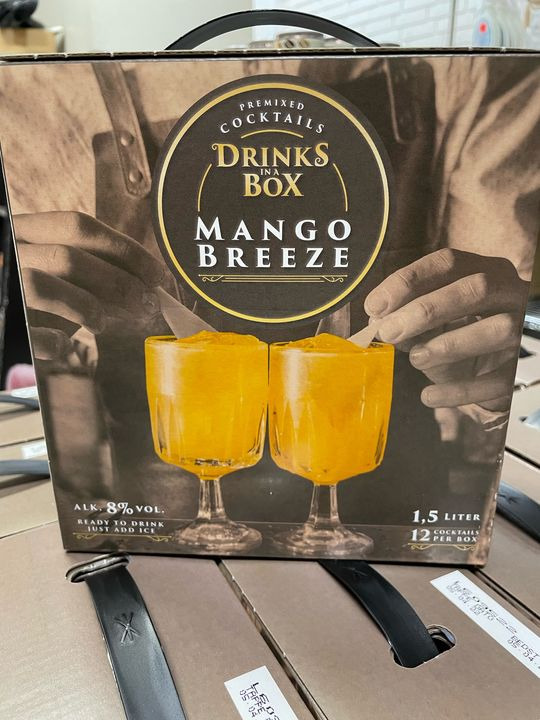 PREMIXED
COCKTAILS
DRINKS
IN A
BOX
MANGO
BREEZE
ALK. 8% VOL.
READY TO DRINK
JUST ADD ICE
1,5 LITER
12 COCKTAILS
PER BOX